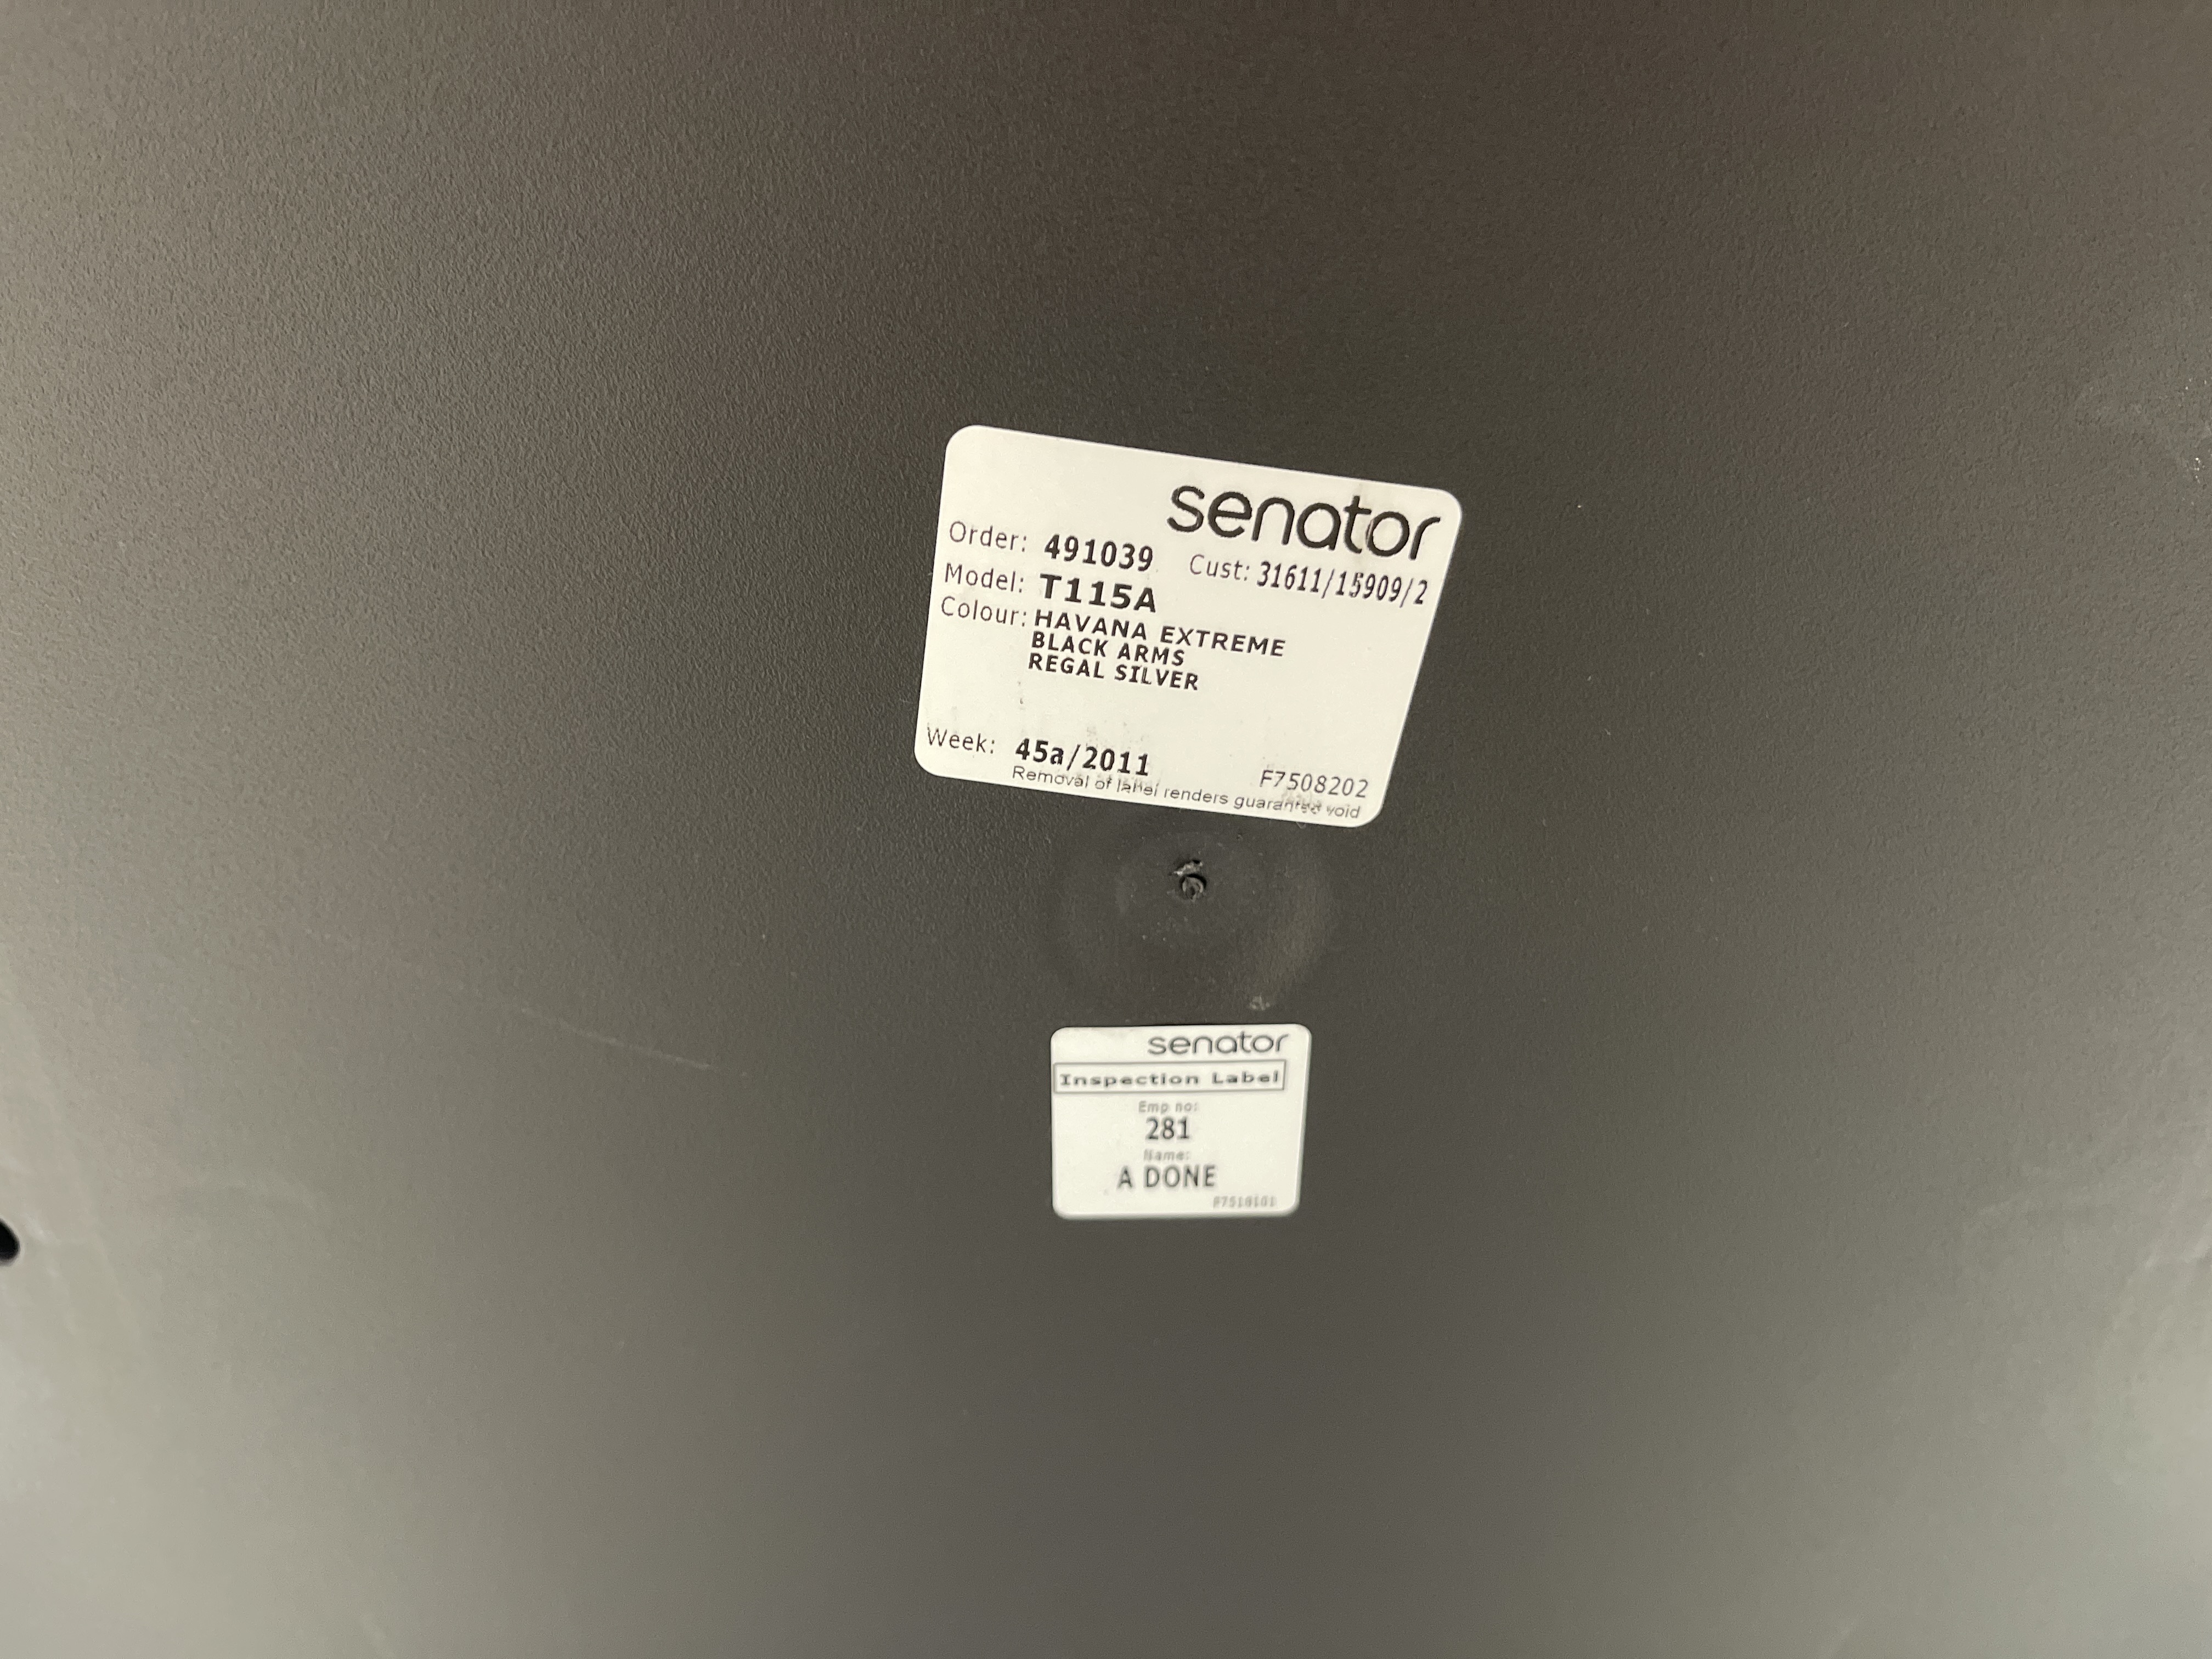 senator
Order: 491039 Cust: 31611/15909/2
Model: T115A
Colour: HAVANA EXTREME
BLACK ARMS
REGAL SILVER
Week: 45a/2011 F7508202
Removal of label renders guarantee void
senator
Inspection Label
Emp no:
281
Name:
A DONE